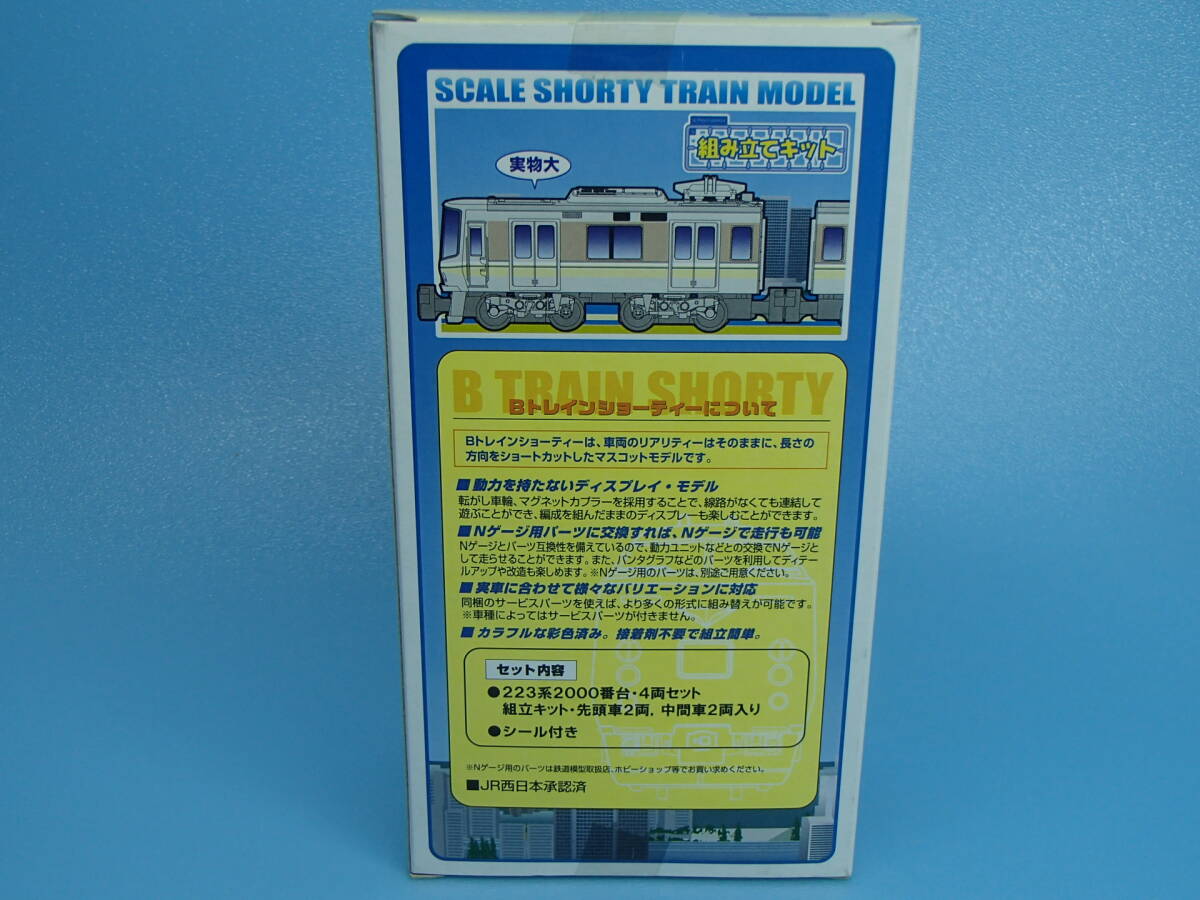 SCALE SHORTY TRAIN MODEL
組み立てキット
実物大
B TRAIN SHORTY
Bトレインショーティーについて
Bトレインショーティーは、車両のリアリティーはそのままに、長さの
方向をショートカットしたマスコットモデルです。
■動力を持たないディスプレイ・モデル
転がし車輪、マグネットカプラーを採用することで、線路がなくても連結して
遊ぶことができ、編成を組んだままのディスプレーも楽しむことができます。
■Nゲージ用パーツに交換すれば、Nゲージで走行も可能
Nゲージとパーツ互換性を備えているので、動力ユニットなどとの交換でNゲージと
して走らせることができます。また、パンタグラフなどのパーツを利用してディテー
ルアップや改造も楽しめます。※Nゲージ用のパーツは、別途ご用意ください。
■実車に合わせて様々なバリエーションに対応
同梱のサービスパーツを使えば、より多くの形式に組み替えが可能です。
※車種によってはサービスパーツが付きません。
■カラフルな彩色済み。接着剤不要で組立簡単。
セット内容
●223系2000番台・4両セット
組立キット・先頭車2両，中間車2両入り
●シール付き
※Nゲージ用のパーツは鉄道模型取扱店、ホビーショップ等でお買い求めください。
■JR西日本承認済